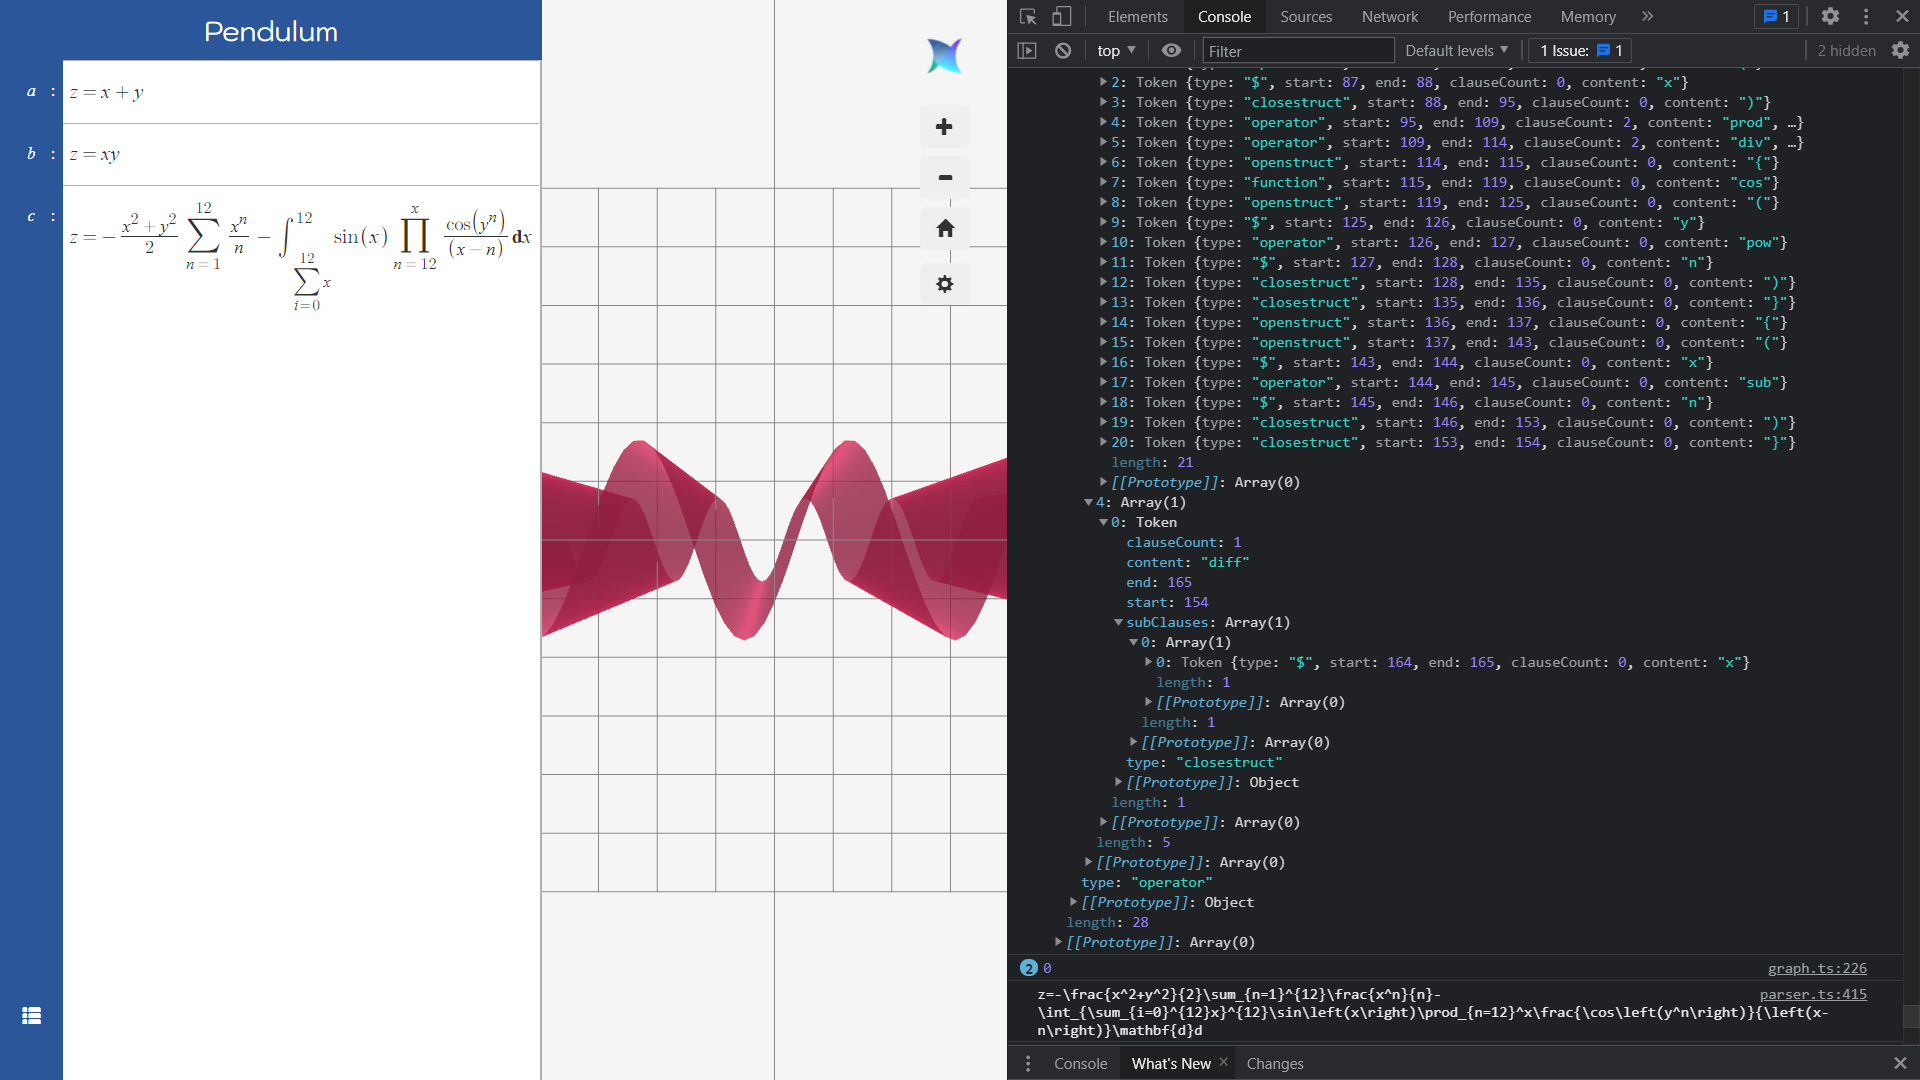 Pendulum
a : z = x + y
b : z = xy
c : z = − \frac{x^2 + y^2}{2} \sum_{n=1}^{12} \frac{x^n}{n} − \int_{\sum_{i=0}^{12} x}^{12} sin(x) \prod_{n=12}^{x} \frac{cos(y^n)}{(x − n)} dx
Elements Console Sources Network Performance Memory » 1
top Filter Default levels 1 Issue: 1 2 hidden
2: Token {type: "$", start: 87, end: 88, clauseCount: 0, content: "x"}
3: Token {type: "closestruct", start: 88, end: 95, clauseCount: 0, content: ")"}
4: Token {type: "operator", start: 95, end: 109, clauseCount: 2, content: "prod", …}
5: Token {type: "operator", start: 109, end: 114, clauseCount: 2, content: "div", …}
6: Token {type: "openstruct", start: 114, end: 115, clauseCount: 0, content: "{"}
7: Token {type: "function", start: 115, end: 119, clauseCount: 0, content: "cos"}
8: Token {type: "openstruct", start: 119, end: 125, clauseCount: 0, content: "("}
9: Token {type: "$", start: 125, end: 126, clauseCount: 0, content: "y"}
10: Token {type: "operator", start: 126, end: 127, clauseCount: 0, content: "pow"}
11: Token {type: "$", start: 127, end: 128, clauseCount: 0, content: "n"}
12: Token {type: "closestruct", start: 128, end: 135, clauseCount: 0, content: ")"}
13: Token {type: "closestruct", start: 135, end: 136, clauseCount: 0, content: "}"}
14: Token {type: "openstruct", start: 136, end: 137, clauseCount: 0, content: "{"}
15: Token {type: "openstruct", start: 137, end: 143, clauseCount: 0, content: "("}
16: Token {type: "$", start: 143, end: 144, clauseCount: 0, content: "x"}
17: Token {type: "operator", start: 144, end: 145, clauseCount: 0, content: "sub"}
18: Token {type: "$", start: 145, end: 146, clauseCount: 0, content: "n"}
19: Token {type: "closestruct", start: 146, end: 153, clauseCount: 0, content: ")"}
20: Token {type: "closestruct", start: 153, end: 154, clauseCount: 0, content: "}"}
length: 21
[[Prototype]]: Array(0)
4: Array(1)
0: Token
clauseCount: 1
content: "diff"
end: 165
start: 154
subClauses: Array(1)
0: Array(1)
0: Token {type: "$", start: 164, end: 165, clauseCount: 0, content: "x"}
length: 1
[[Prototype]]: Array(0)
length: 1
[[Prototype]]: Array(0)
type: "closestruct"
[[Prototype]]: Object
length: 1
[[Prototype]]: Array(0)
length: 5
[[Prototype]]: Array(0)
type: "operator"
[[Prototype]]: Object
length: 28
[[Prototype]]: Array(0)
2 0 graph.ts:226
z=-\frac{x^2+y^2}{2}\sum_{n=1}^{12}\frac{x^n}{n}- parser.ts:415
\int_{\sum_{i=0}^{12}x}^{12}\sin\left(x\right)\prod_{n=12}^x\frac{\cos\left(y^n\right)}{\left(x-
n\right)}\mathbf{d}d
Console What's New × Changes